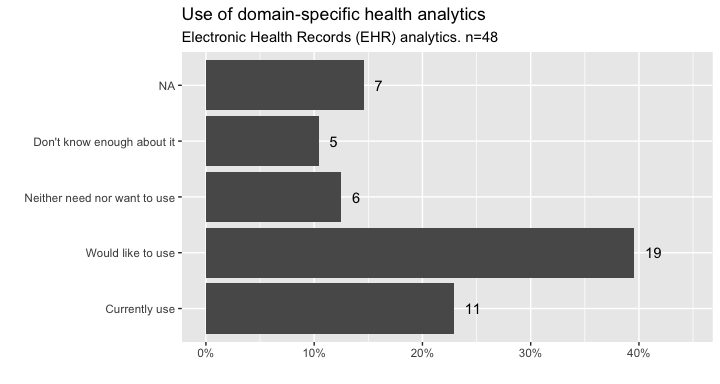 Use of domain-specific health analytics
Electronic Health Records (EHR) analytics. n=48
NA 7
Don't know enough about it 5
Neither need nor want to use 6
Would like to use 19
Currently use 11
0% 10% 20% 30% 40%